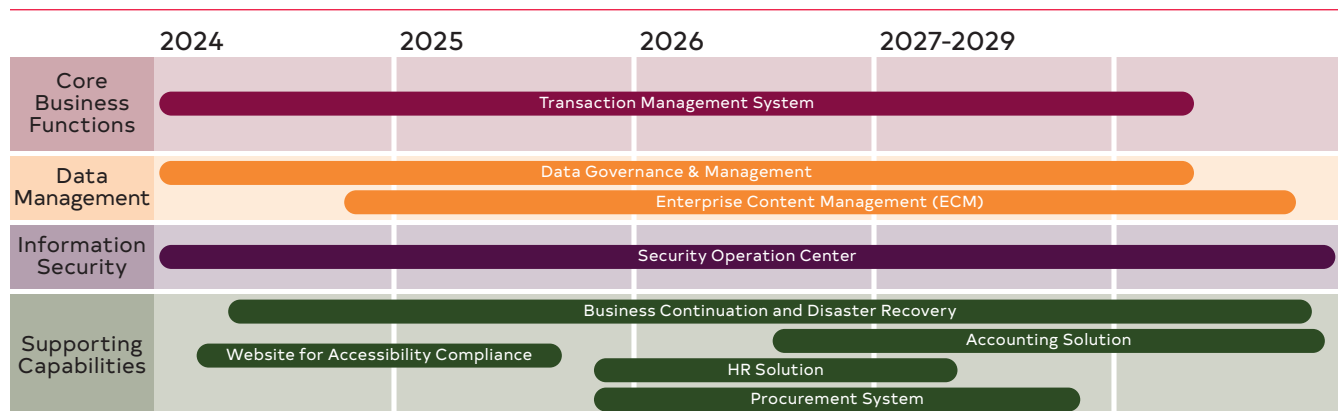 2024 2025 2026 2027-2029
Core
Business
Functions
Transaction Management System
Data
Management
Data Governance & Management
Enterprise Content Management (ECM)
Information
Security
Security Operation Center
Supporting
Capabilities
Business Continuation and Disaster Recovery
Accounting Solution
Website for Accessibility Compliance
HR Solution
Procurement System